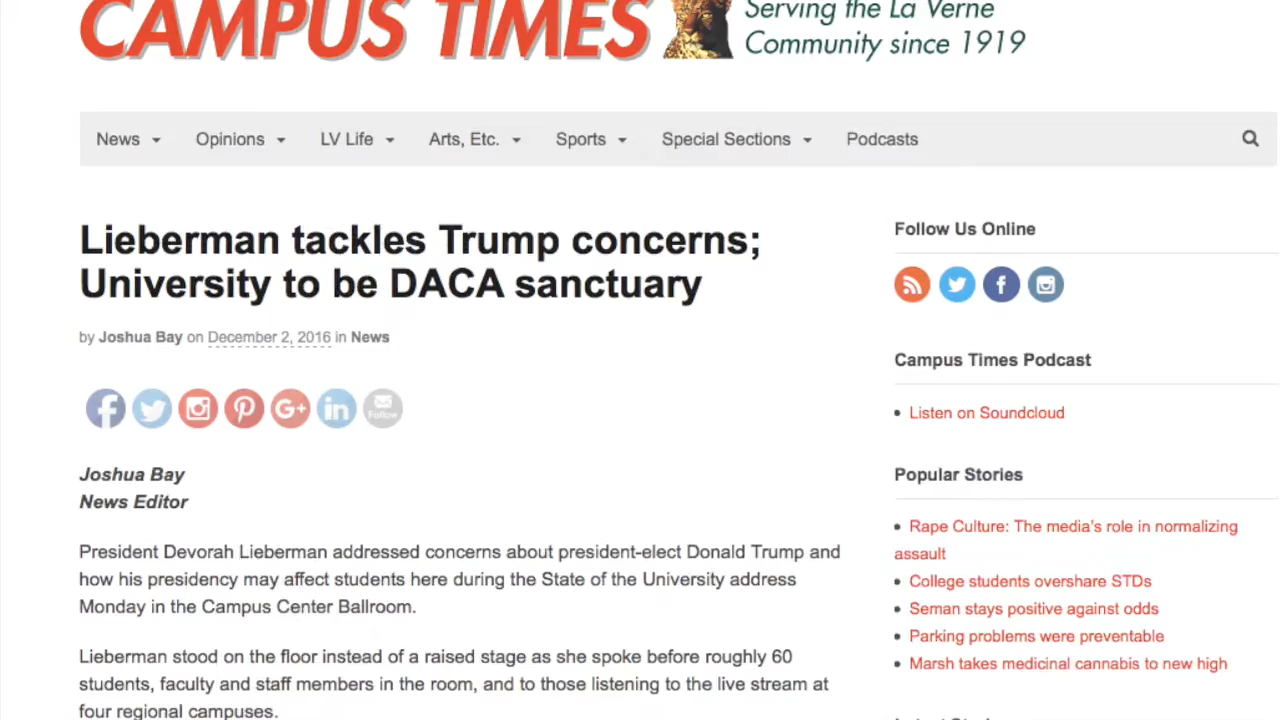 CAMPUS TIMES
Serving the La Verne
Community since 1919
News
Opinions
LV Life
Arts, Etc.
Sports
Special Sections
Podcasts
Lieberman tackles Trump concerns;
University to be DACA sanctuary
by Joshua Bay on December 2, 2016 in News
Follow
Joshua Bay
News Editor
President Devorah Lieberman addressed concerns about president-elect Donald Trump and
how his presidency may affect students here during the State of the University address
Monday in the Campus Center Ballroom.
Lieberman stood on the floor instead of a raised stage as she spoke before roughly 60
students, faculty and staff members in the room, and to those listening to the live stream at
four regional campuses.
Follow Us Online
Campus Times Podcast
• Listen on Soundcloud
Popular Stories
• Rape Culture: The media's role in normalizing
assault
• College students overshare STDs
• Seman stays positive against odds
• Parking problems were preventable
• Marsh takes medicinal cannabis to new high